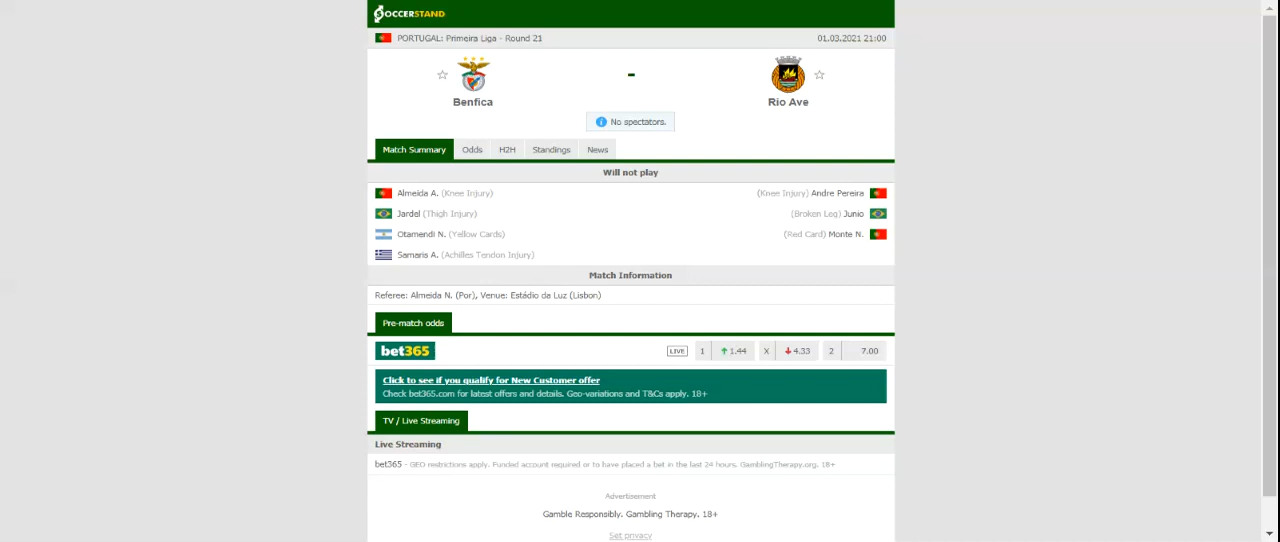 SOCCERSTAND
PORTUGAL: Primeira Liga - Round 21 01.03.2021 21:00
-
Benfica Rio Ave
No spectators.
Match Summary Odds H2H Standings News
Will not play
Almeida A. (Knee Injury) (Knee Injury) Andre Pereira
Jardel (Thigh Injury) (Broken Leg) Junio
Otamendi N. (Yellow Cards) (Red Card) Monte N.
Samaris A. (Achilles Tendon Injury)
Match Information
Referee: Almeida N. (Por), Venue: Estádio da Luz (Lisbon)
Pre-match odds
bet365 LIVE 1 1.44 X 4.33 2 7.00
Click to see if you qualify for New Customer offer
Check bet365.com for latest offers and details. Geo-variations and T&Cs apply. 18+
TV / Live Streaming
Live Streaming
bet365 - GEO restrictions apply. Funded account required or to have placed a bet in the last 24 hours. GamblingTherapy.org. 18+
Advertisement
Gamble Responsibly. Gambling Therapy. 18+
Set privacy